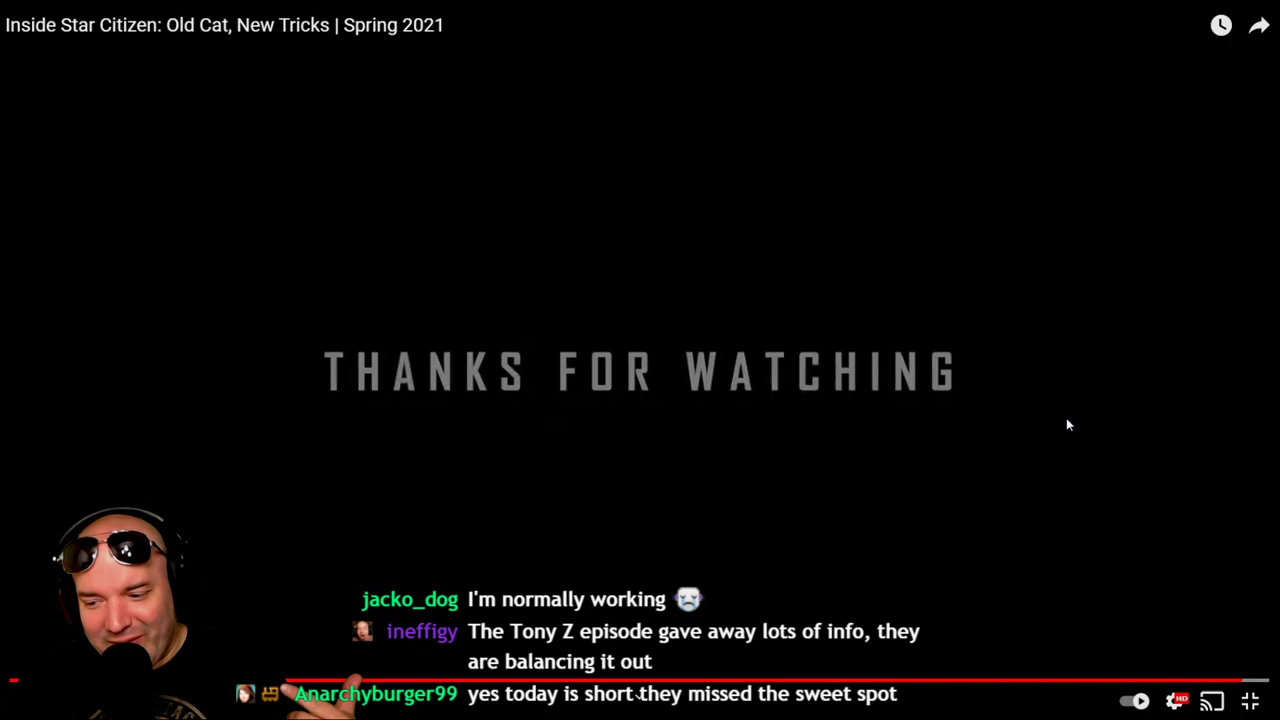 Inside Star Citizen: Old Cat, New Tricks | Spring 2021
THANKS FOR WATCHING
jacko_dog I'm normally working
ineffigy The Tony Z episode gave away lots of info, they
are balancing it out
Anarchyburger99 yes today is short they missed the sweet spot
HD